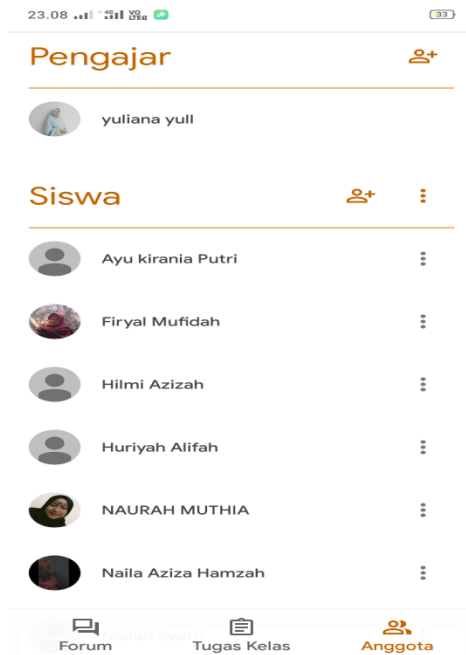 23.08
33
Pengajar
yuliana yull
Siswa
Ayu kirania Putri
Firyal Mufidah
Hilmi Azizah
Huriyah Alifah
NAURAH MUTHIA
Naila Aziza Hamzah
Forum
Tugas Kelas
Anggota